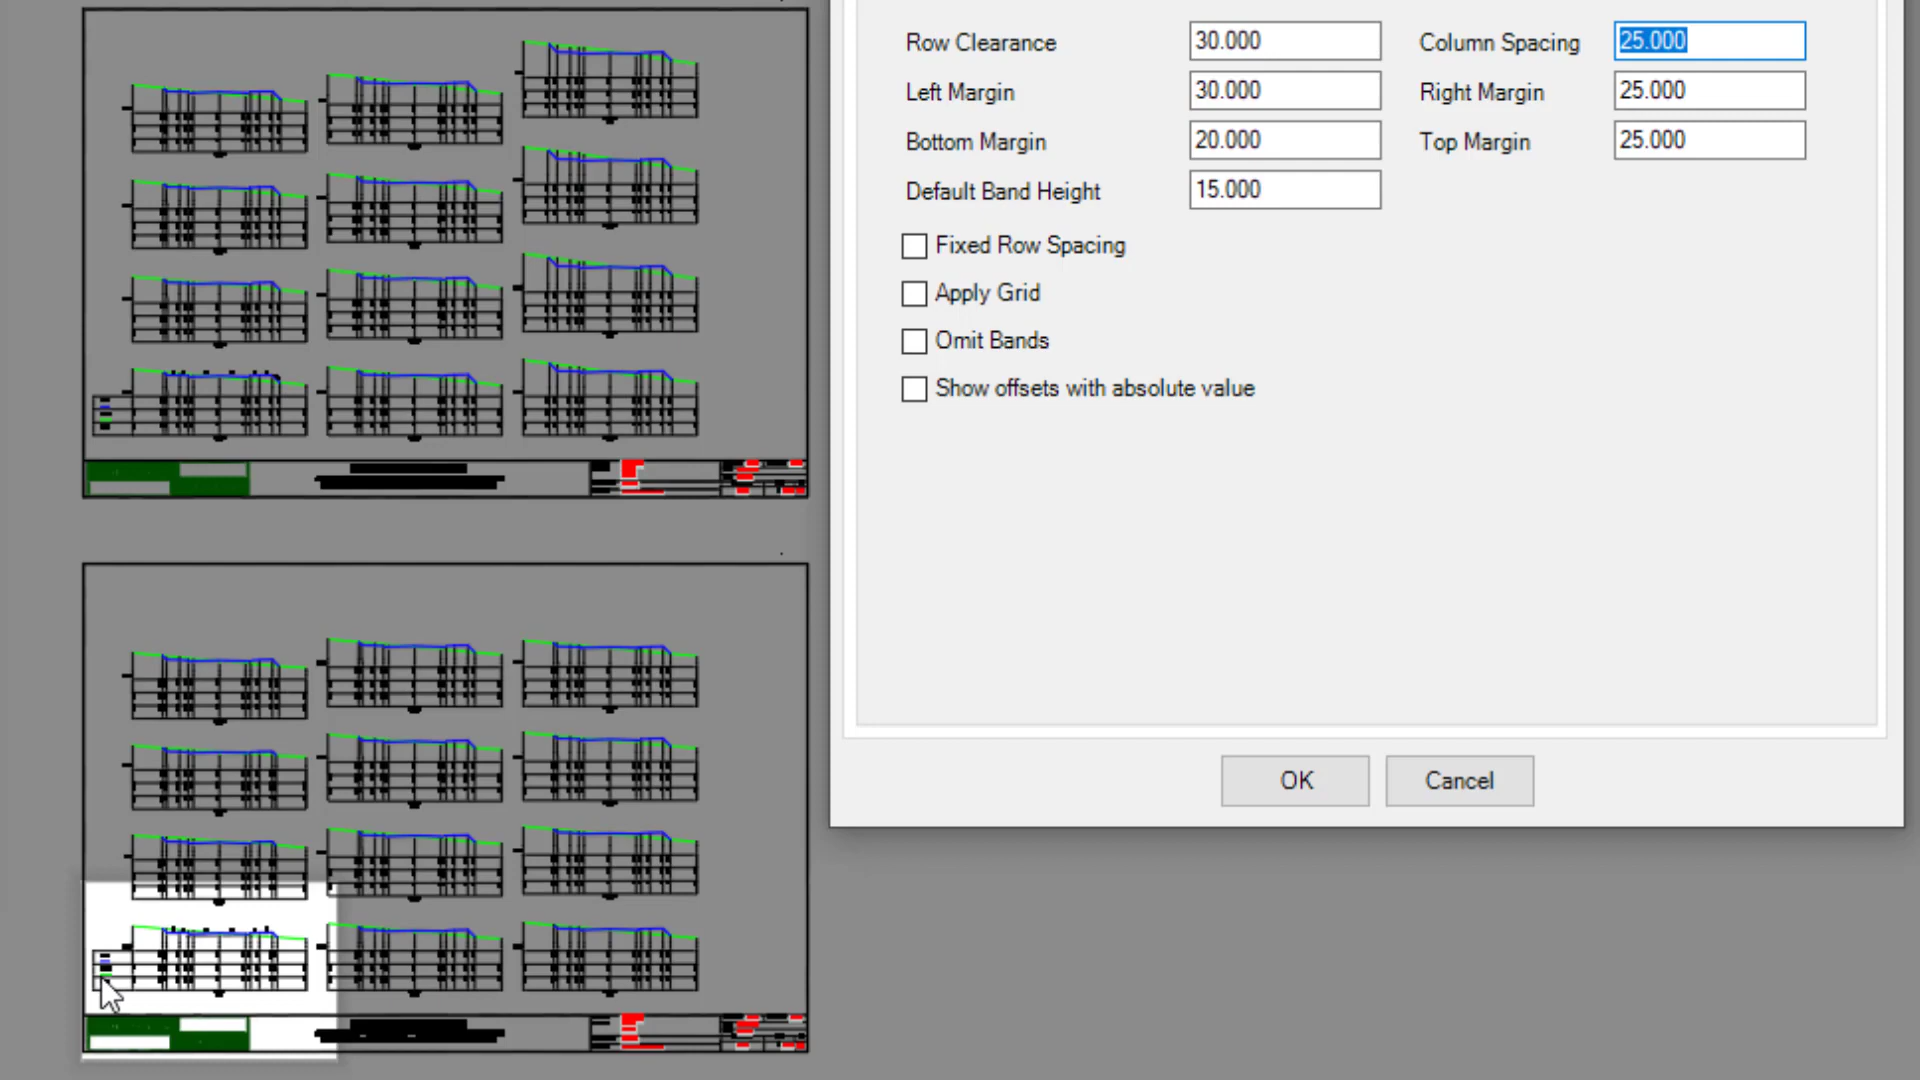 Row Clearance 30.000 Column Spacing 25.000
Left Margin 30.000 Right Margin 25.000
Bottom Margin 20.000 Top Margin 25.000
Default Band Height 15.000
Fixed Row Spacing
Apply Grid
Omit Bands
Show offsets with absolute value
OK Cancel